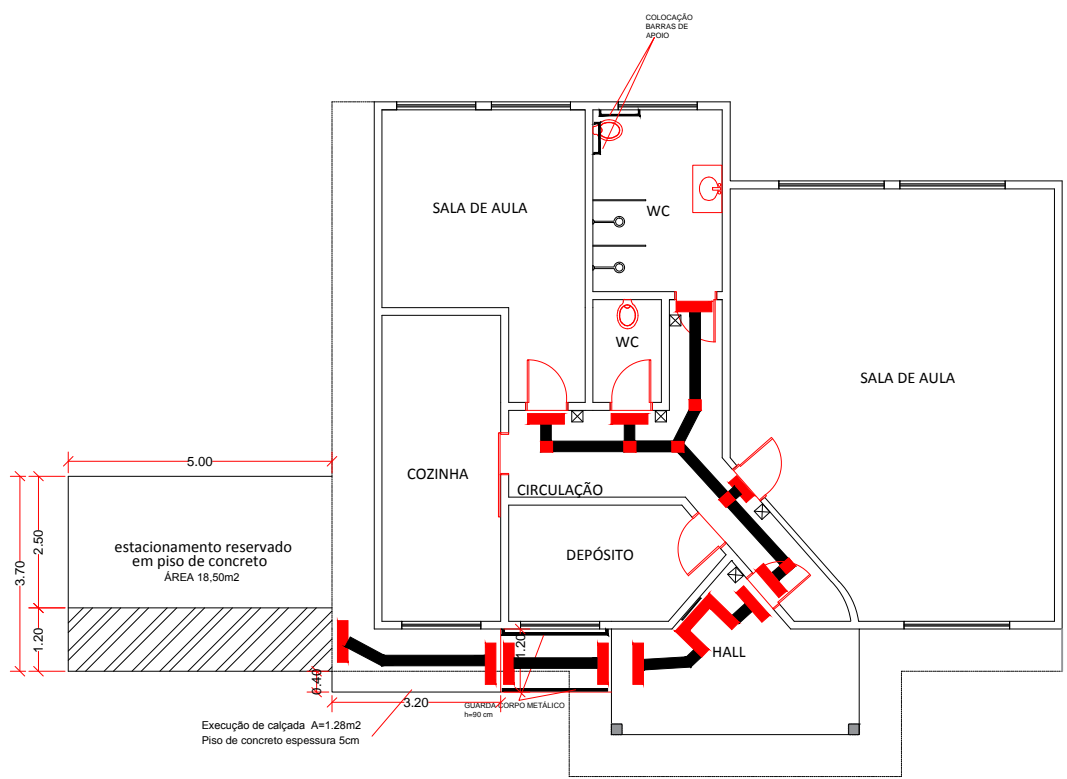 COLOCAÇÃO
BARRAS DE
APOIO
SALA DE AULA
WC
WC
SALA DE AULA
5.00
COZINHA
CIRCULAÇÃO
2.50
3.70
estacionamento reservado
em piso de concreto
ÁREA 18,50m2
DEPÓSITO
1.20
1.20
HALL
0.40
3.20
GUARDA-CORPO METÁLICO
h=90 cm
Execução de calçada A=1.28m2
Piso de concreto espessura 5cm